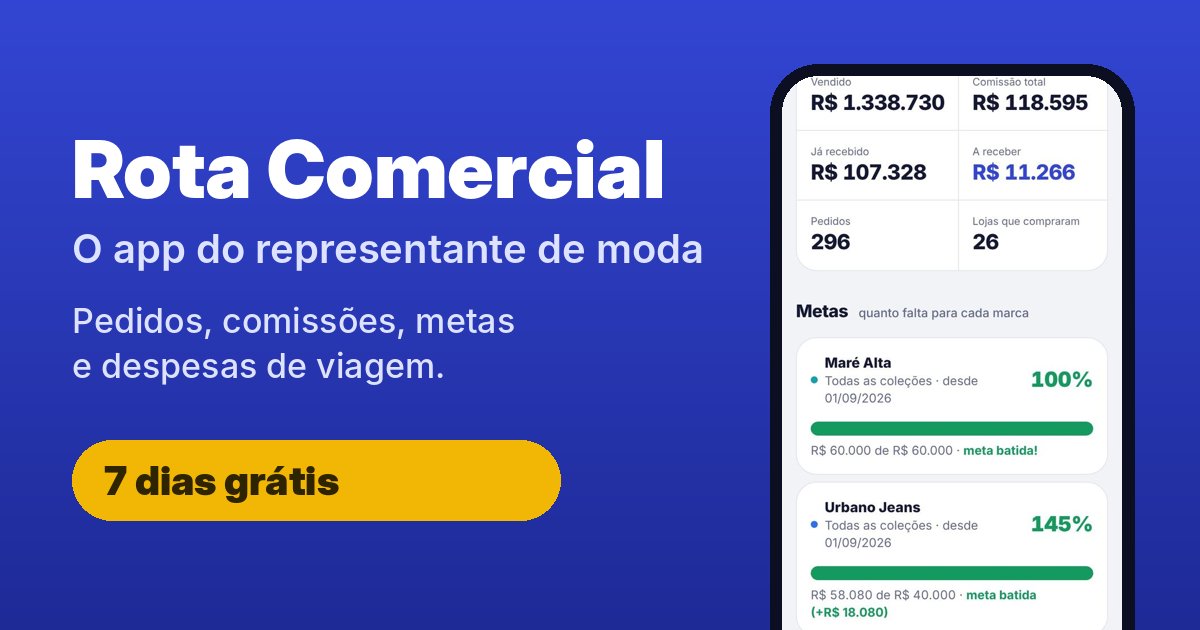 Rota Comercial
O app do representante de moda
Pedidos, comissões, metas
e despesas de viagem.
7 dias grátis
Vendido
R$ 1.338.730
Comissão total
R$ 118.595
Já recebido
R$ 107.328
A receber
R$ 11.266
Pedidos
296
Lojas que compraram
26
Metas quanto falta para cada marca
Maré Alta
Todas as coleções · desde
01/09/2026
100%
R$ 60.000 de R$ 60.000 · meta batida!
Urbano Jeans
Todas as coleções · desde
01/09/2026
145%
R$ 58.080 de R$ 40.000 · meta batida
(+R$ 18.080)